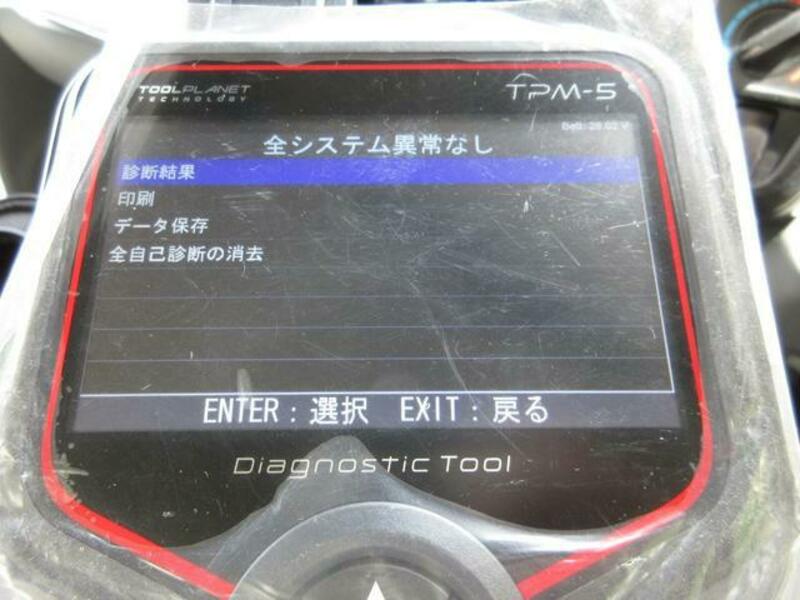 TOOLPLANET
TECHNOLOGY
TPM-5
全システム異常なし
診断結果
印刷
データ保存
全自己診断の消去
ENTER：選択 EXIT：戻る
Diagnostic Tool